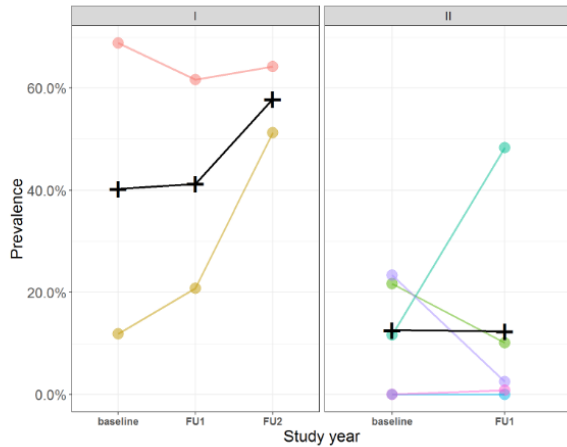 I II
Prevalence
60.0%
40.0%
20.0%
0.0%
baseline FU1 FU2 baseline FU1
Study year